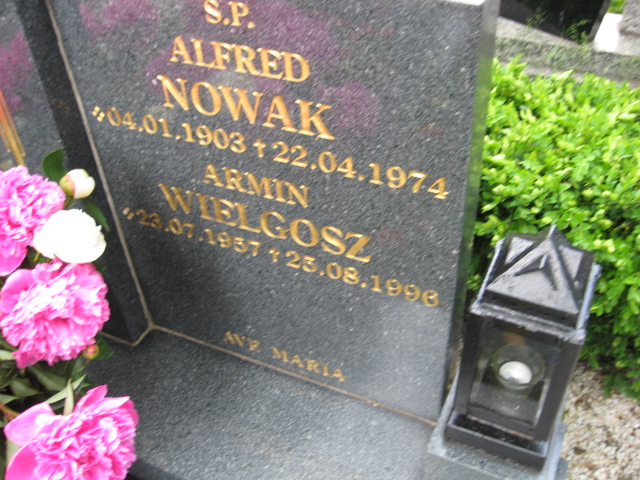 Ś.P.
ALFRED
NOWAK
04.01.1903 † 22.04.1974
ARMIN
WIELGOSZ
23.07.1957 † 25.08.1996
AVE MARIA